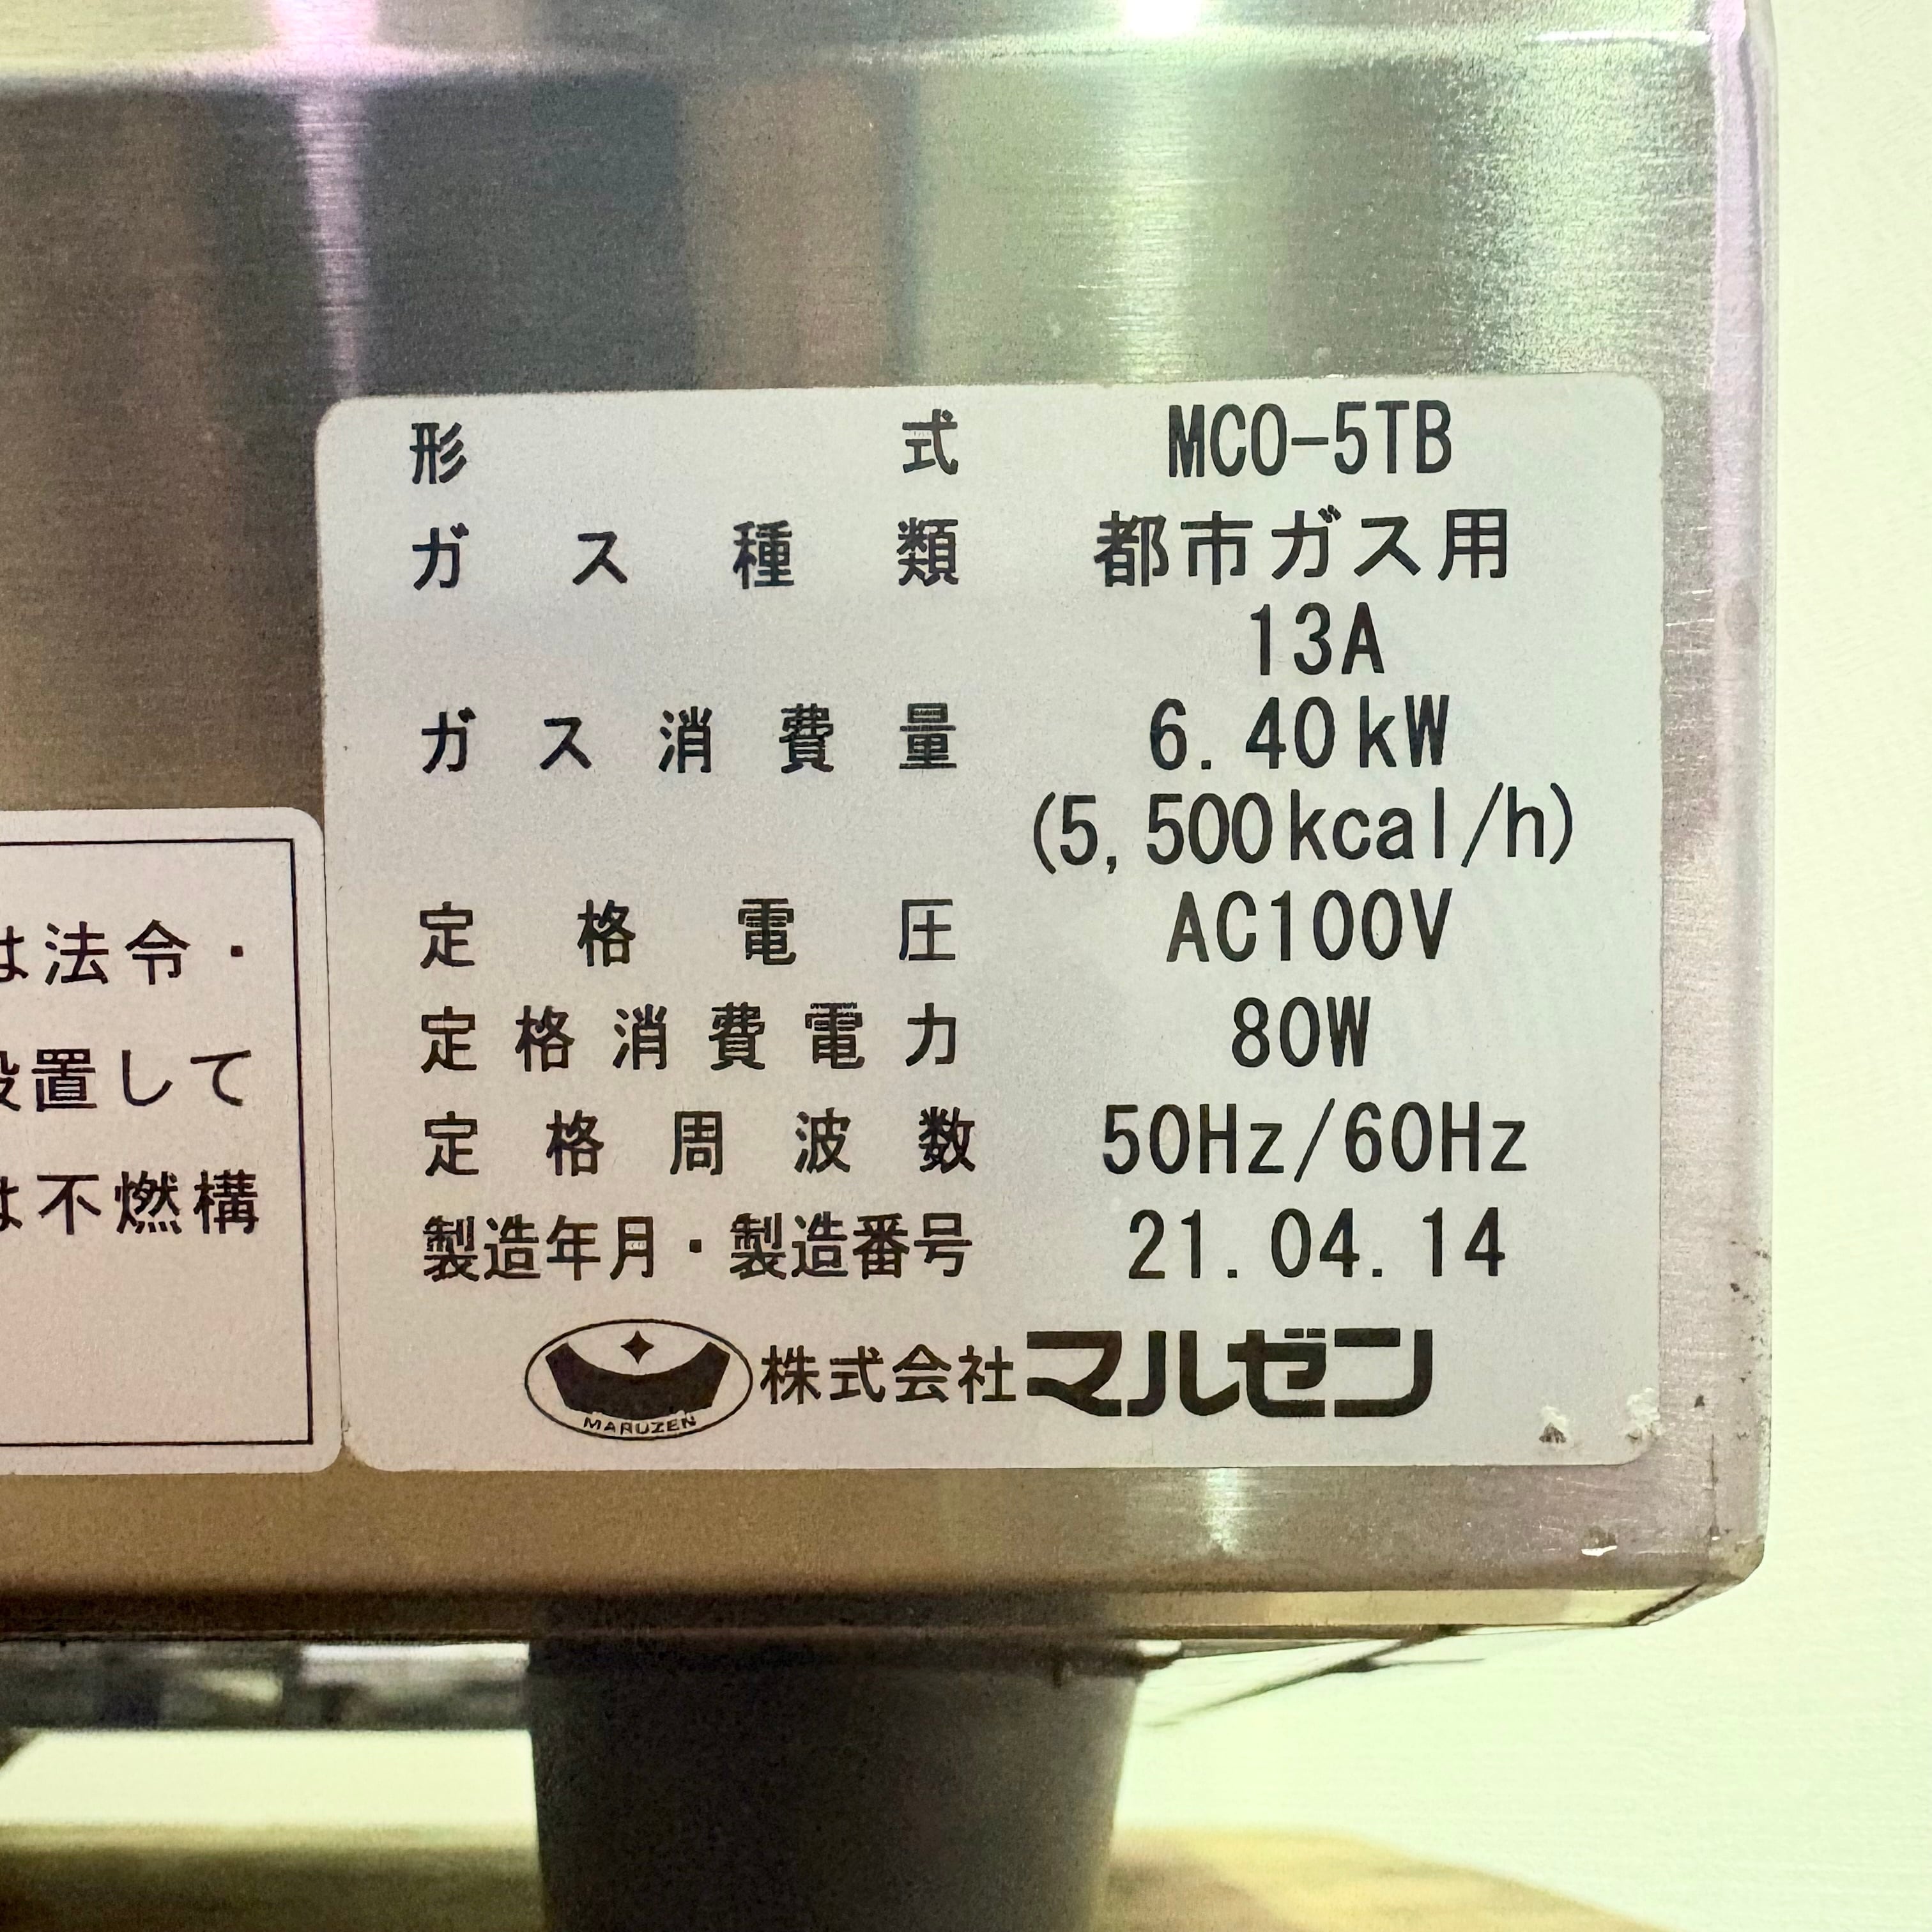 形式 MCO-5TB
ガス種類 都市ガス用
13A
ガス消費量 6.40kW
(5,500kcal/h)
定格電圧 AC100V
定格消費電力 80W
定格周波数 50Hz/60Hz
製造年月・製造番号 21.04.14
MARUZEN 株式会社マルゼン
は法令・
設置して
は不燃構